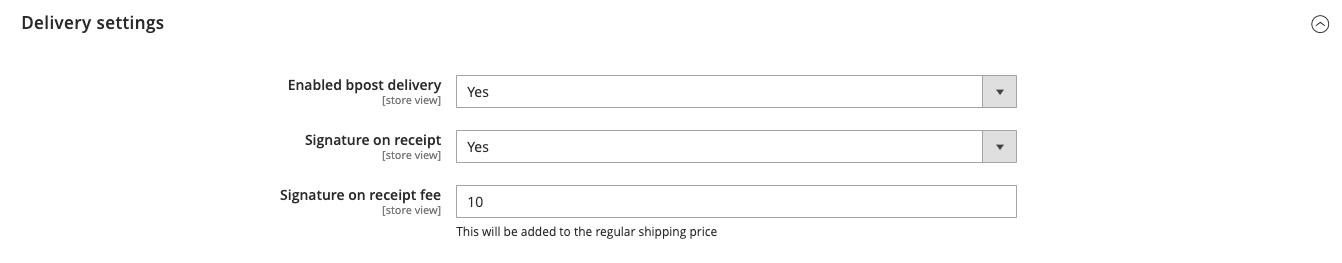 Delivery settings
Enabled bpost delivery
[store view]
Yes
Signature on receipt
[store view]
Yes
Signature on receipt fee
[store view]
10
This will be added to the regular shipping price